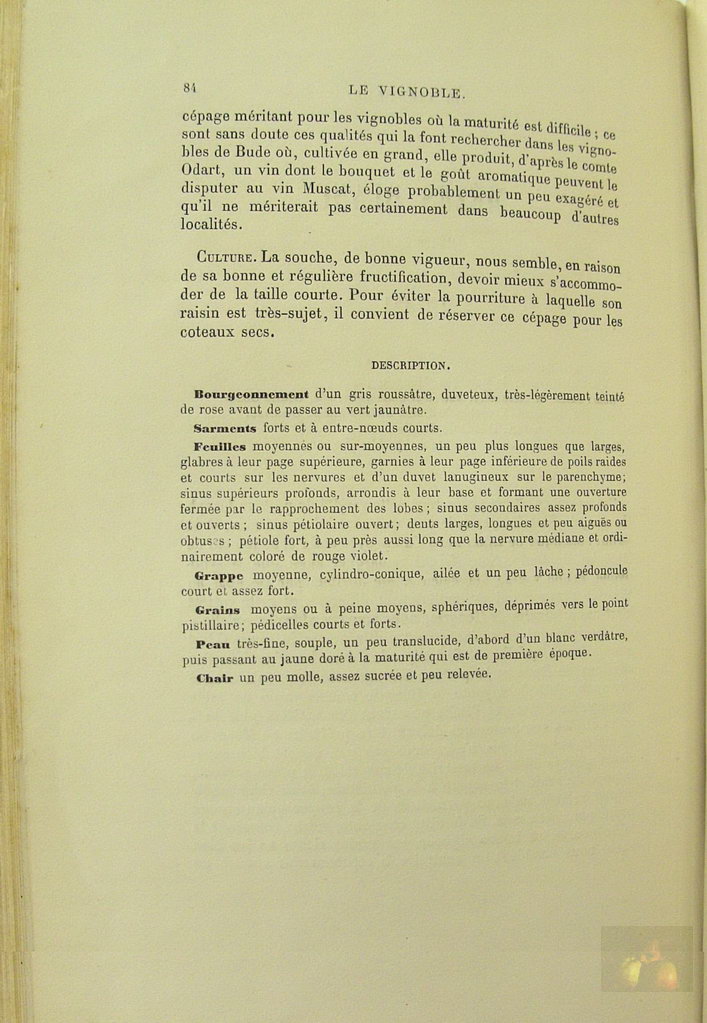 84
LE VIGNOBLE.
cépage méritant pour les vignobles où la maturité est difficile ; ce
sont sans doute ces qualités qui la font rechercher dans les vigno-
bles de Bude où, cultivée en grand, elle produit, d'après le comte
Odart, un vin dont le bouquet et le goût aromatique peuvent le
disputer au vin Muscat, éloge probablement un peu exagéré et
qu'il ne mériterait pas certainement dans beaucoup d'autres
localités.
CULTURE. La souche, de bonne vigueur, nous semble, en raison
de sa bonne et régulière fructification, devoir mieux s'accommo-
der de la taille courte. Pour éviter la pourriture à laquelle son
raisin est très-sujet, il convient de réserver ce cépage pour les
coteaux secs.
DESCRIPTION.
Bourgeonnement d'un gris roussâtre, duveteux, très-légèrement teinté
de rose avant de passer au vert jaunâtre.
Sarments forts et à entre-nœuds courts.
Feuilles moyennes ou sur-moyennes, un peu plus longues que larges,
glabres à leur page supérieure, garnies à leur page inférieure de poils raides
et courts sur les nervures et d'un duvet lanugineux sur le parenchyme;
sinus supérieurs profonds, arrondis à leur base et formant une ouverture
fermée par le rapprochement des lobes ; sinus secondaires assez profonds
et ouverts ; sinus pétiolaire ouvert ; dents larges, longues et peu aiguës ou
obtuses ; pétiole fort, à peu près aussi long que la nervure médiane et ordi-
nairement coloré de rouge violet.
Grappe moyenne, cylindro-conique, ailée et un peu lâche ; pédoncule
court et assez fort.
Grains moyens ou à peine moyens, sphériques, déprimés vers le point
pistillaire ; pédicelles courts et forts.
Peau très-fine, souple, un peu translucide, d'abord d'un blanc verdâtre,
puis passant au jaune doré à la maturité qui est de première époque.
Chair un peu molle, assez sucrée et peu relevée.